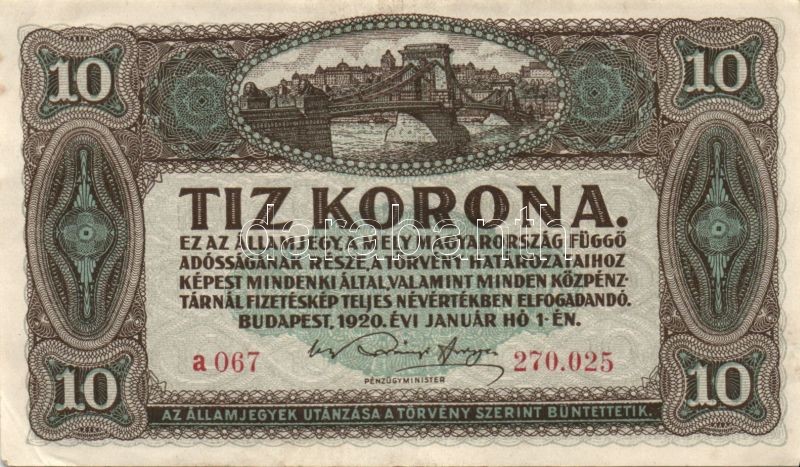 10 10
TIZ KORONA.
darabanth
EZ AZ ÁLLAMJEGY, A MELY MAGYARORSZÁG FÜGGŐ
ADÓSSÁGÁNAK RÉSZE, A TÖRVÉNY HATÁROZATAIHOZ
KÉPEST MINDENKI ÁLTAL, VALAMINT MINDEN KÖZPÉNZ-
TÁRNÁL FIZETÉSKÉP TELJES NÉVÉRTÉKBEN ELFOGADANDÓ.
BUDAPEST, 1920. ÉVI JANUÁR HÓ 1-ÉN.
a 067 270.025
PÉNZÜGYMINISTER
10 10
AZ ÁLLAMJEGYEK UTÁNZÁSA A TÖRVÉNY SZERINT BÜNTETTETIK.